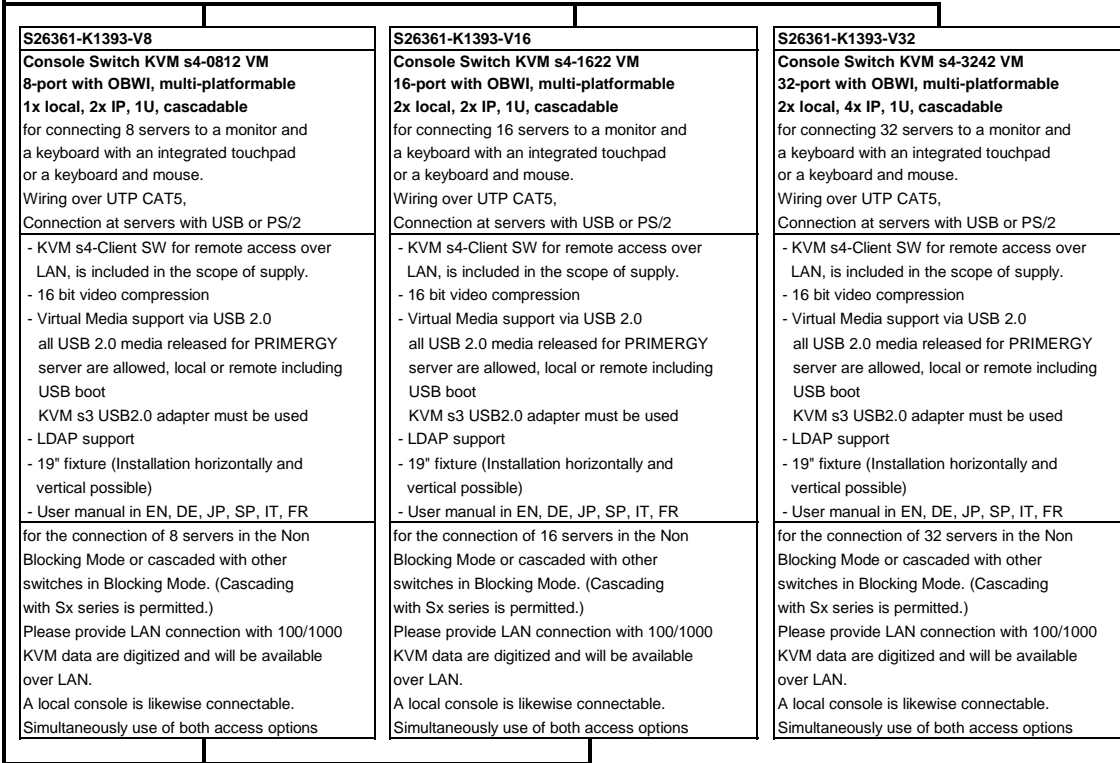 S26361-K1393-V8
Console Switch KVM s4-0812 VM
8-port with OBWI, multi-platformable
1x local, 2x IP, 1U, cascadable
for connecting 8 servers to a monitor and
a keyboard with an integrated touchpad
or a keyboard and mouse.
Wiring over UTP CAT5,
Connection at servers with USB or PS/2
- KVM s4-Client SW for remote access over
LAN, is included in the scope of supply.
- 16 bit video compression
- Virtual Media support via USB 2.0
all USB 2.0 media released for PRIMERGY
server are allowed, local or remote including
USB boot
KVM s3 USB2.0 adapter must be used
- LDAP support
- 19" fixture (Installation horizontally and
vertical possible)
- User manual in EN, DE, JP, SP, IT, FR
for the connection of 8 servers in the Non
Blocking Mode or cascaded with other
switches in Blocking Mode. (Cascading
with Sx series is permitted.)
Please provide LAN connection with 100/1000
KVM data are digitized and will be available
over LAN.
A local console is likewise connectable.
Simultaneously use of both access options
S26361-K1393-V16
Console Switch KVM s4-1622 VM
16-port with OBWI, multi-platformable
2x local, 2x IP, 1U, cascadable
for connecting 16 servers to a monitor and
a keyboard with an integrated touchpad
or a keyboard and mouse.
Wiring over UTP CAT5,
Connection at servers with USB or PS/2
- KVM s4-Client SW for remote access over
LAN, is included in the scope of supply.
- 16 bit video compression
- Virtual Media support via USB 2.0
all USB 2.0 media released for PRIMERGY
server are allowed, local or remote including
USB boot
KVM s3 USB2.0 adapter must be used
- LDAP support
- 19" fixture (Installation horizontally and
vertical possible)
- User manual in EN, DE, JP, SP, IT, FR
for the connection of 16 servers in the Non
Blocking Mode or cascaded with other
switches in Blocking Mode. (Cascading
with Sx series is permitted.)
Please provide LAN connection with 100/1000
KVM data are digitized and will be available
over LAN.
A local console is likewise connectable.
Simultaneously use of both access options
S26361-K1393-V32
Console Switch KVM s4-3242 VM
32-port with OBWI, multi-platformable
2x local, 4x IP, 1U, cascadable
for connecting 32 servers to a monitor and
a keyboard with an integrated touchpad
or a keyboard and mouse.
Wiring over UTP CAT5,
Connection at servers with USB or PS/2
- KVM s4-Client SW for remote access over
LAN, is included in the scope of supply.
- 16 bit video compression
- Virtual Media support via USB 2.0
all USB 2.0 media released for PRIMERGY
server are allowed, local or remote including
USB boot
KVM s3 USB2.0 adapter must be used
- LDAP support
- 19" fixture (Installation horizontally and
vertical possible)
- User manual in EN, DE, JP, SP, IT, FR
for the connection of 32 servers in the Non
Blocking Mode or cascaded with other
switches in Blocking Mode. (Cascading
with Sx series is permitted.)
Please provide LAN connection with 100/1000
KVM data are digitized and will be available
over LAN.
A local console is likewise connectable.
Simultaneously use of both access options